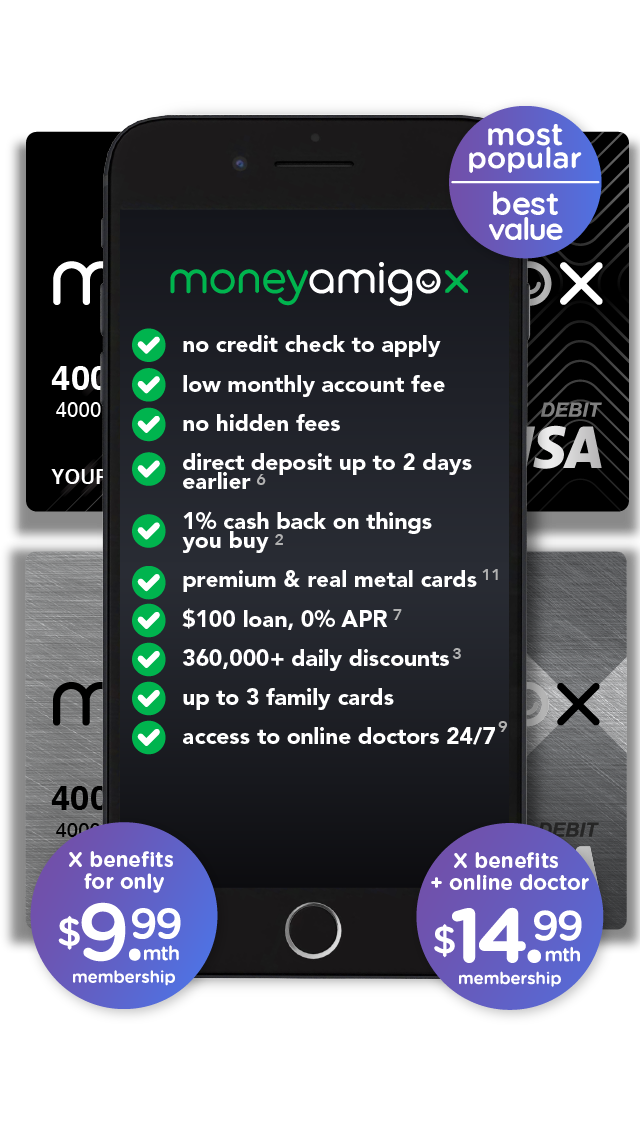 most
popular
best
value
moneyamigo x
no credit check to apply
low monthly account fee
no hidden fees
direct deposit up to 2 days
earlier 6
1% cash back on things
you buy 2
premium & real metal cards 11
$100 loan, 0% APR 7
360,000+ daily discounts 3
up to 3 family cards
access to online doctors 24/7 9
m
o x
400
4000
DEBIT
YOUR
m
o x
400
4000
DEBIT
X benefits
for only
$9.99
mth
membership
X benefits
+ online doctor
$14.99
mth
membership